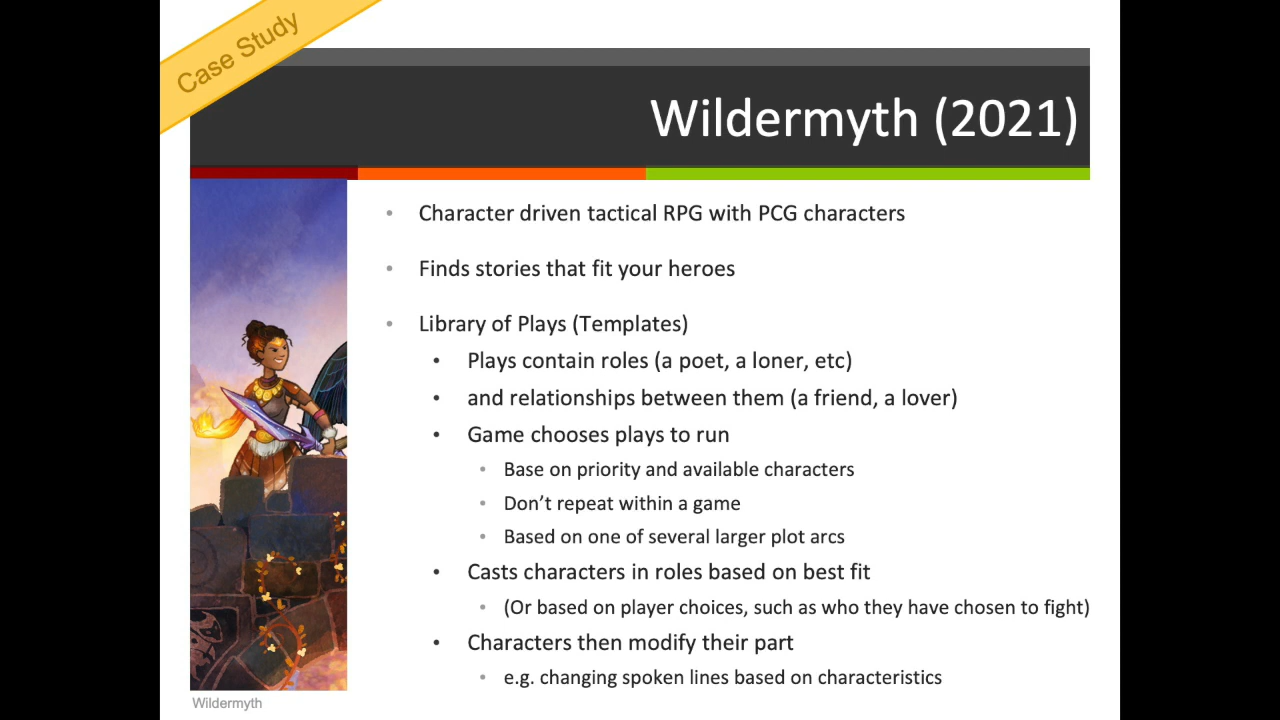 Case Study
Wildermyth (2021)
• Character driven tactical RPG with PCG characters
• Finds stories that fit your heroes
• Library of Plays (Templates)
• Plays contain roles (a poet, a loner, etc)
• and relationships between them (a friend, a lover)
• Game chooses plays to run
• Base on priority and available characters
• Don’t repeat within a game
• Based on one of several larger plot arcs
• Casts characters in roles based on best fit
• (Or based on player choices, such as who they have chosen to fight)
• Characters then modify their part
• e.g. changing spoken lines based on characteristics
Wildermyth